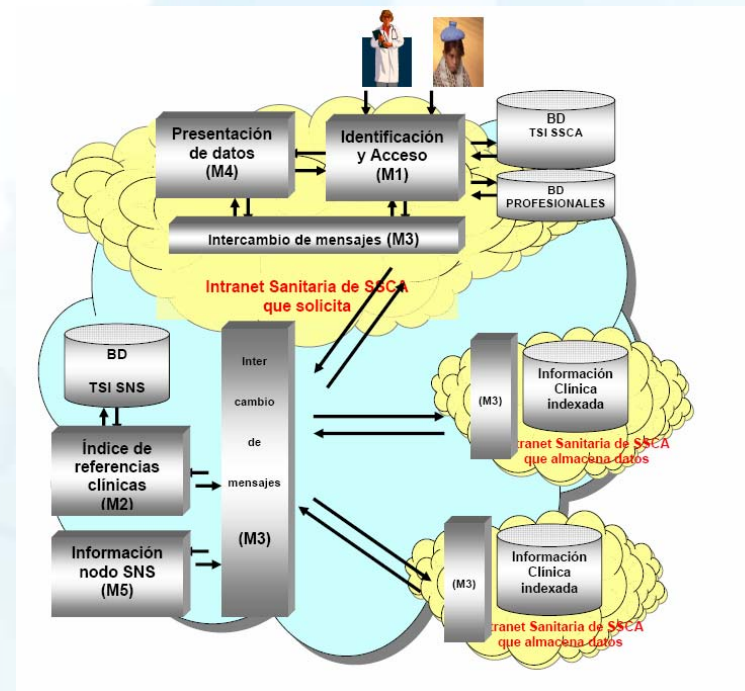 Presentación
de datos
(M4)
Identificación
y Acceso
(M1)
BD
TSI SSCA
BD
PROFESIONALES
Intercambio de mensajes (M3)
Intranet Sanitaria de SSCA
que solicita
BD
TSI SNS
Índice de
referencias
clínicas
(M2)
Información
nodo SNS
(M5)
Inter
cambio
de
mensajes
(M3)
(M3)
Información
Clínica
indexada
ntranet Sanitaria de SSCA
que almacena datos
(M3)
Información
Clínica
indexada
ntranet Sanitaria de SSCA
que almacena datos